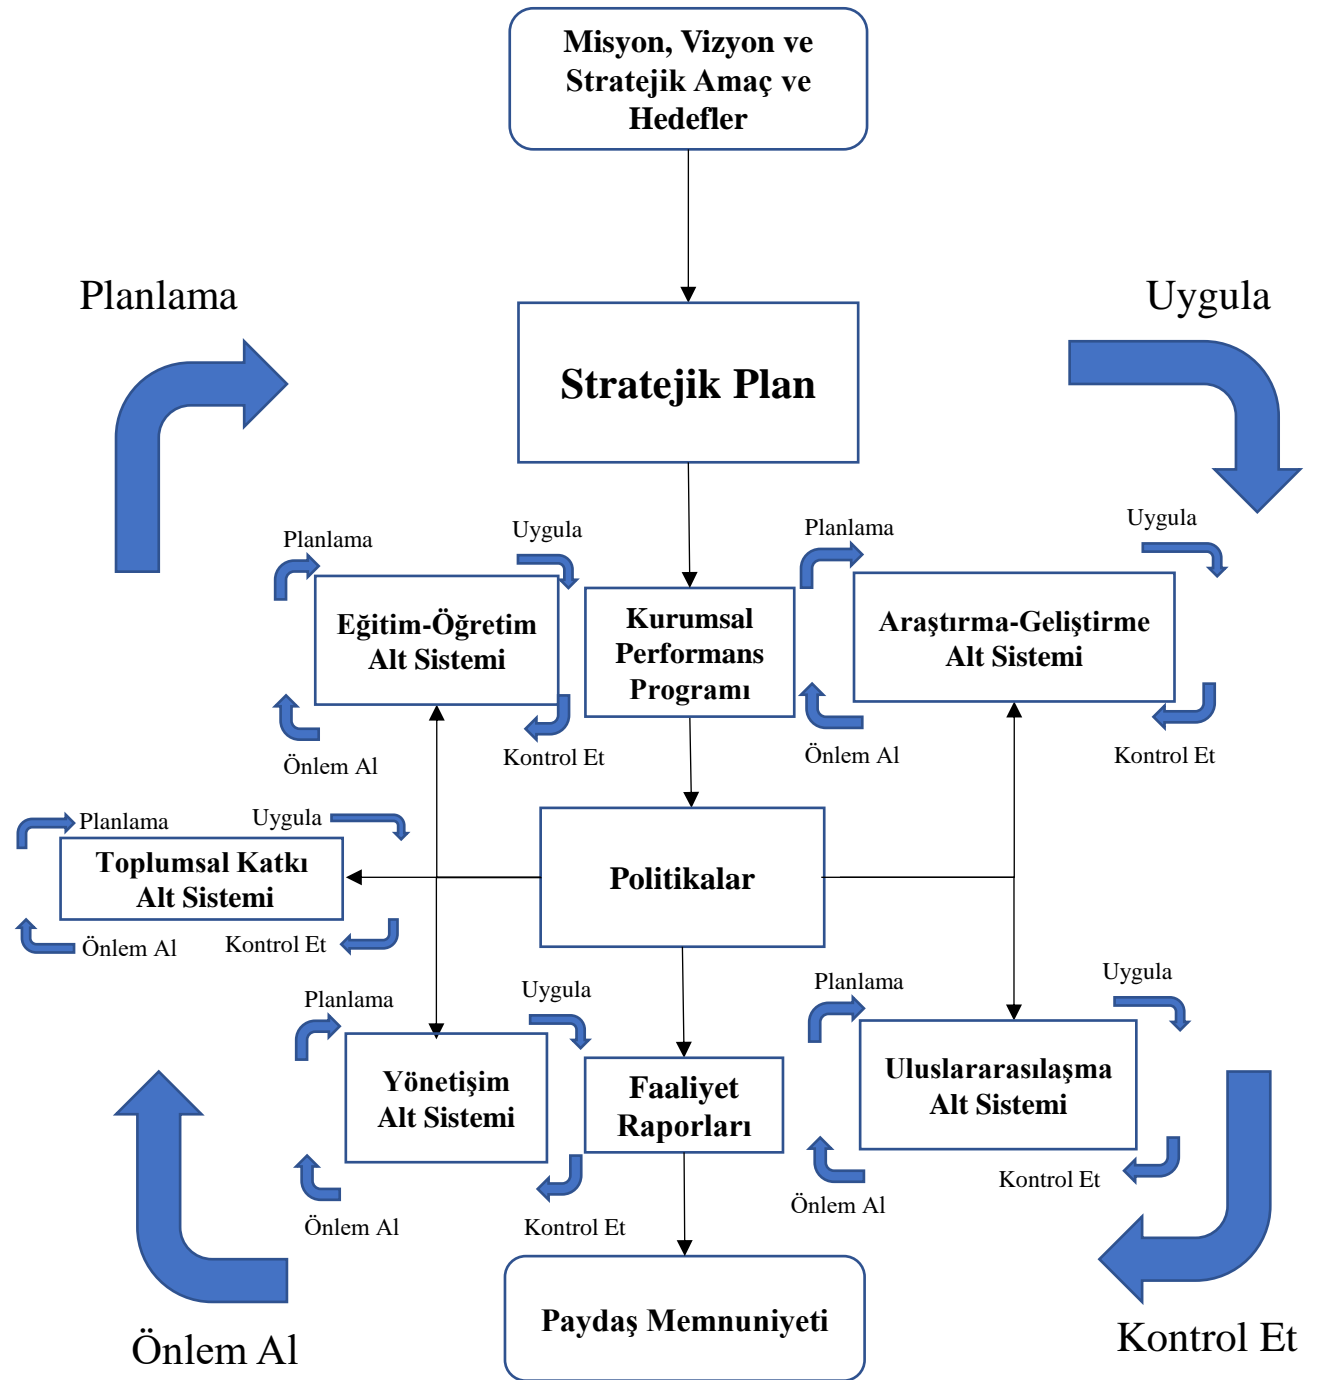 Misyon, Vizyon ve
Stratejik Amaç ve
Hedefler
Planlama
Uygula
Stratejik Plan
Planlama
Uygula
Eğitim-Öğretim
Alt Sistemi
Önlem Al
Kontrol Et
Kurumsal
Performans
Programı
Planlama
Uygula
Araştırma-Geliştirme
Alt Sistemi
Önlem Al
Kontrol Et
Planlama
Uygula
Toplumsal Katkı
Alt Sistemi
Önlem Al
Kontrol Et
Politikalar
Planlama
Uygula
Yönetişim
Alt Sistemi
Önlem Al
Kontrol Et
Faaliyet
Raporları
Planlama
Uygula
Uluslararasılaşma
Alt Sistemi
Önlem Al
Kontrol Et
Paydaş Memnuniyeti
Önlem Al
Kontrol Et